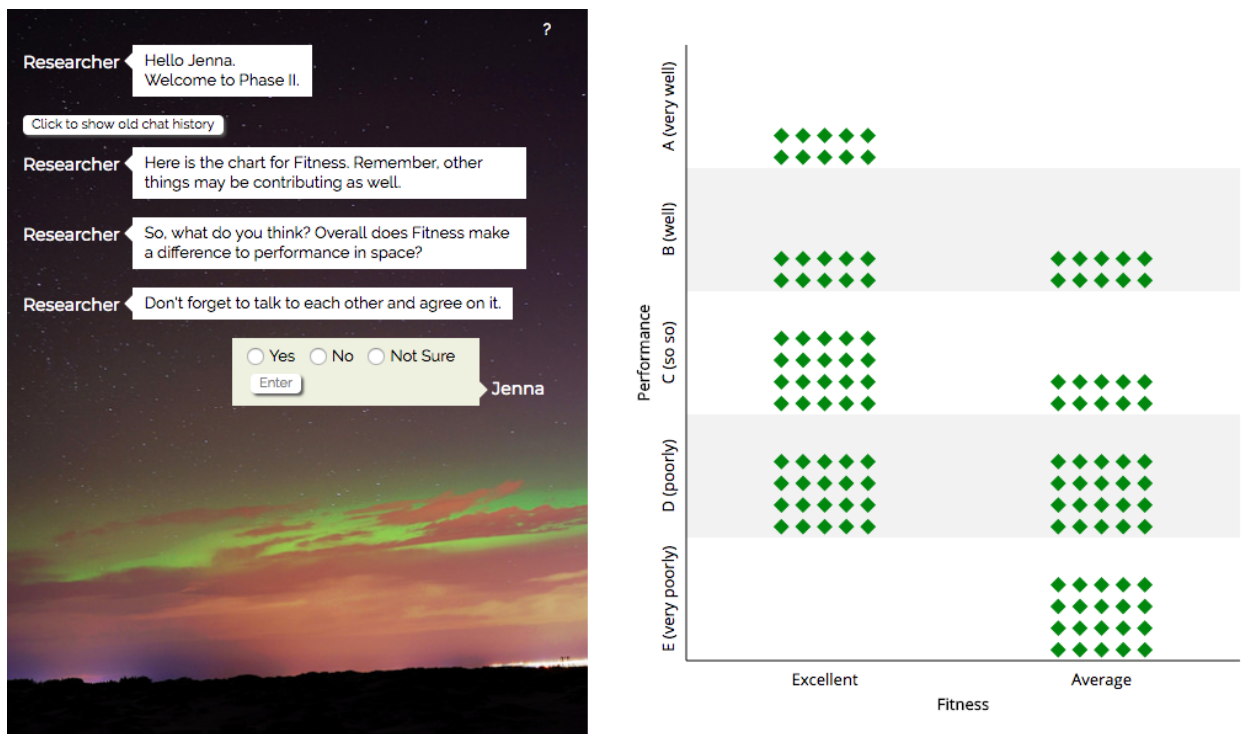 ?
Researcher
Hello Jenna.
Welcome to Phase II.
Click to show old chat history
Researcher
Here is the chart for Fitness. Remember, other
things may be contributing as well.
Researcher
So, what do you think? Overall does Fitness make
a difference to performance in space?
Researcher
Don't forget to talk to each other and agree on it.
Yes No Not Sure
Enter
Jenna
Performance
A (very well)
B (well)
C (so so)
D (poorly)
E (very poorly)
Excellent
Average
Fitness